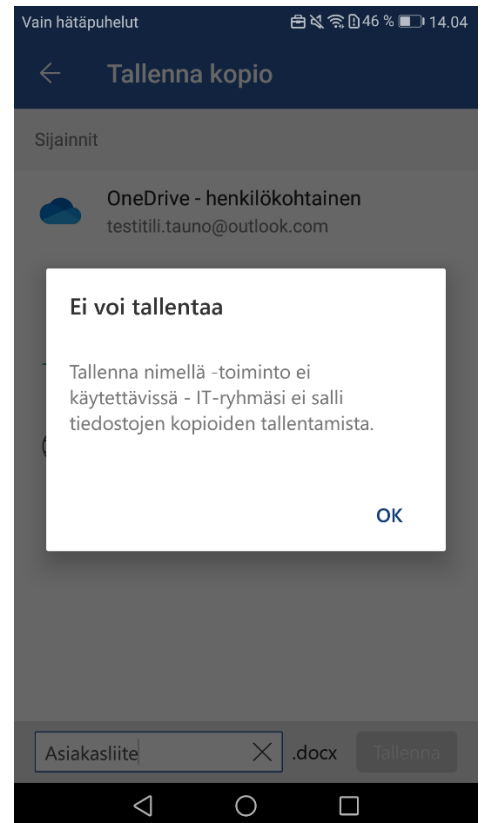 Vain hätäpuhelut 46 % 14.04
Tallenna kopio
Sijainnit
OneDrive - henkilökohtainen
testitili.tauno@outlook.com
Ei voi tallentaa
Tallenna nimellä -toiminto ei
käytettävissä - IT-ryhmäsi ei salli
tiedostojen kopioiden tallentamista.
OK
Asiakasliite .docx Tallenna